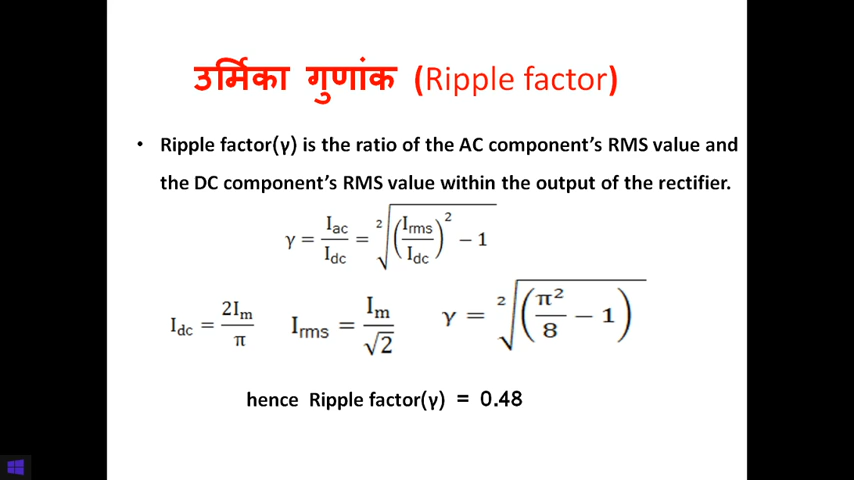 उर्मिका गुणांक (Ripple factor)
• Ripple factor(γ) is the ratio of the AC component’s RMS value and
the DC component’s RMS value within the output of the rectifier.
γ = Iac/Idc = ²√((Irms/Idc)² − 1
Idc = 2Im/π Irms = Im/√2 γ = ²√(π²/8 − 1)
hence Ripple factor(γ) = 0.48